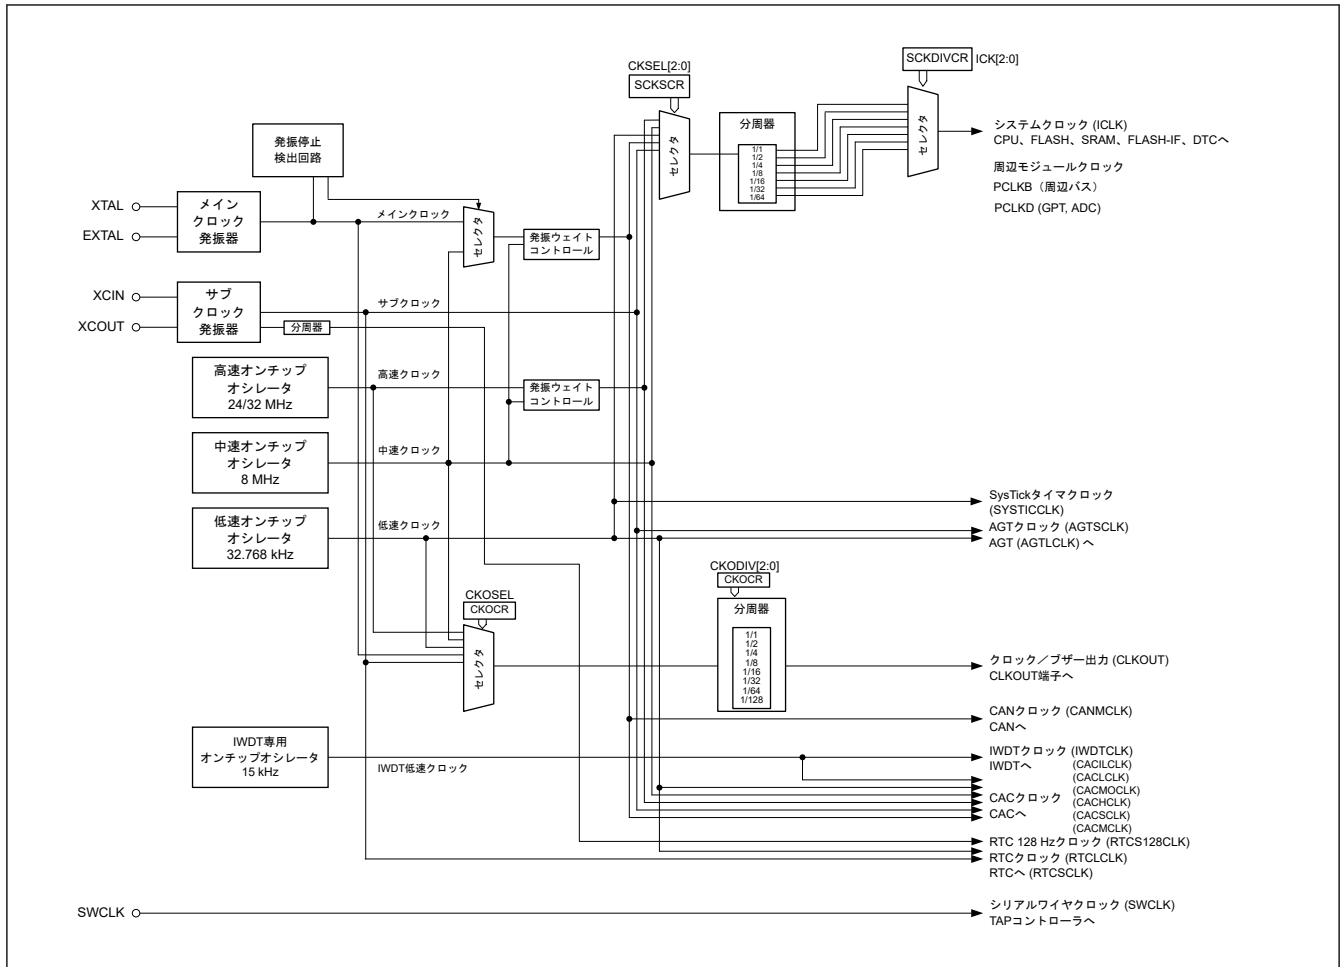 CKSEL[2:0]
SCKSCR
SCKDIVCR ICK[2:0]
発振停止
検出回路
分周器
1/1
1/2
1/4
1/8
1/16
1/32
1/64
セレクタ
セレクタ
システムクロック (ICLK)
CPU、FLASH、SRAM、FLASH-IF、DTCへ
周辺モジュールクロック
PCLKB（周辺バス）
PCLKD (GPT, ADC)
XTAL
EXTAL
メイン
クロック
発振器
メインクロック
セレクタ
発振ウェイト
コントロール
XCIN
XCOUT
サブ
クロック
発振器
分周器
サブクロック
高速オンチップ
オシレータ
24/32 MHz
高速クロック
発振ウェイト
コントロール
中速オンチップ
オシレータ
8 MHz
中速クロック
低速オンチップ
オシレータ
32.768 kHz
低速クロック
SysTickタイマクロック
(SYSTICCLK)
AGTクロック (AGTSCLK)
AGT (AGTLCLK) へ
CKOSEL
CKOCR
セレクタ
CKODIV[2:0]
CKOCR
分周器
1/1
1/2
1/4
1/8
1/16
1/32
1/64
1/128
クロック／ブザー出力 (CLKOUT)
CLKOUT端子へ
CANクロック (CANMCLK)
CANへ
IWDT専用
オンチップオシレータ
15 kHz
IWDT低速クロック
IWDTクロック (IWDTCLK)
IWDTへ
(CACILCLK)
(CACLCLK)
(CACMOCLK)
CACクロック (CACHCLK)
CACへ (CACSCLK)
(CACMCLK)
RTC 128 Hzクロック (RTCS128CLK)
RTCクロック (RTCLCLK)
RTCへ (RTCSCLK)
SWCLK
シリアルワイヤクロック (SWCLK)
TAPコントローラへ